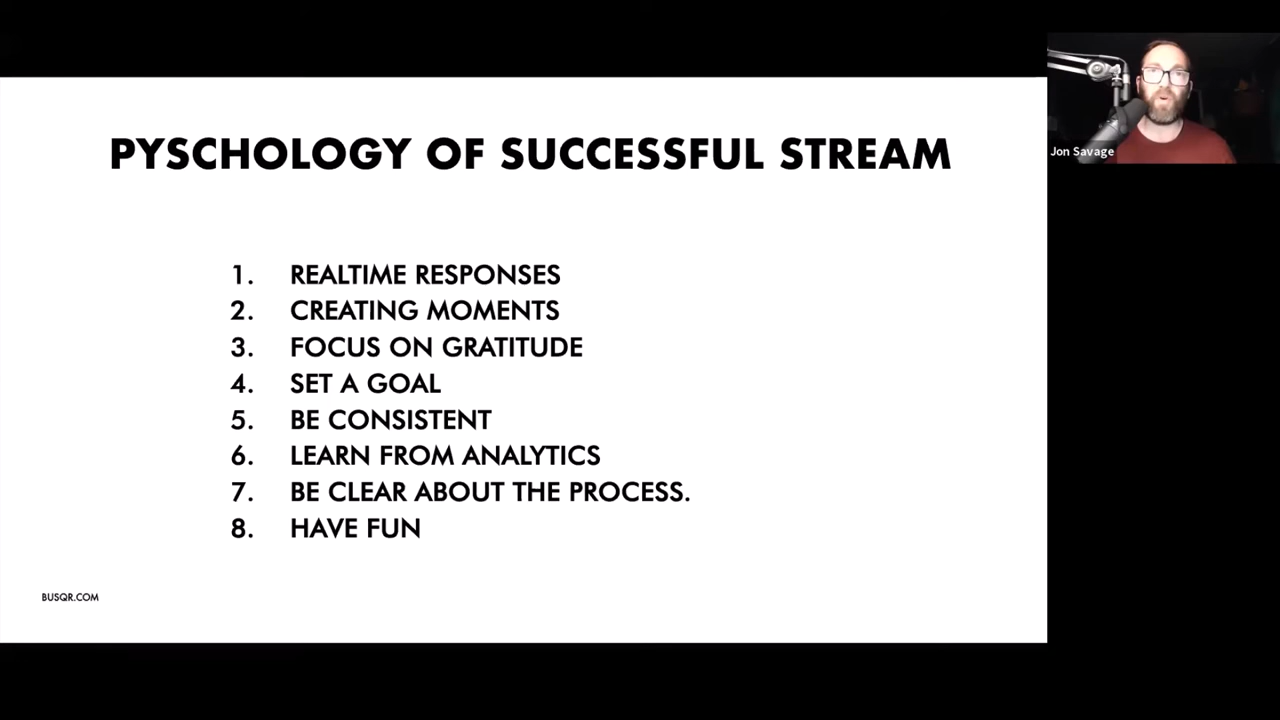 PYSCHOLOGY OF SUCCESSFUL STREAM
1. REALTIME RESPONSES
2. CREATING MOMENTS
3. FOCUS ON GRATITUDE
4. SET A GOAL
5. BE CONSISTENT
6. LEARN FROM ANALYTICS
7. BE CLEAR ABOUT THE PROCESS.
8. HAVE FUN
BUSQR.COM
Jon Savage